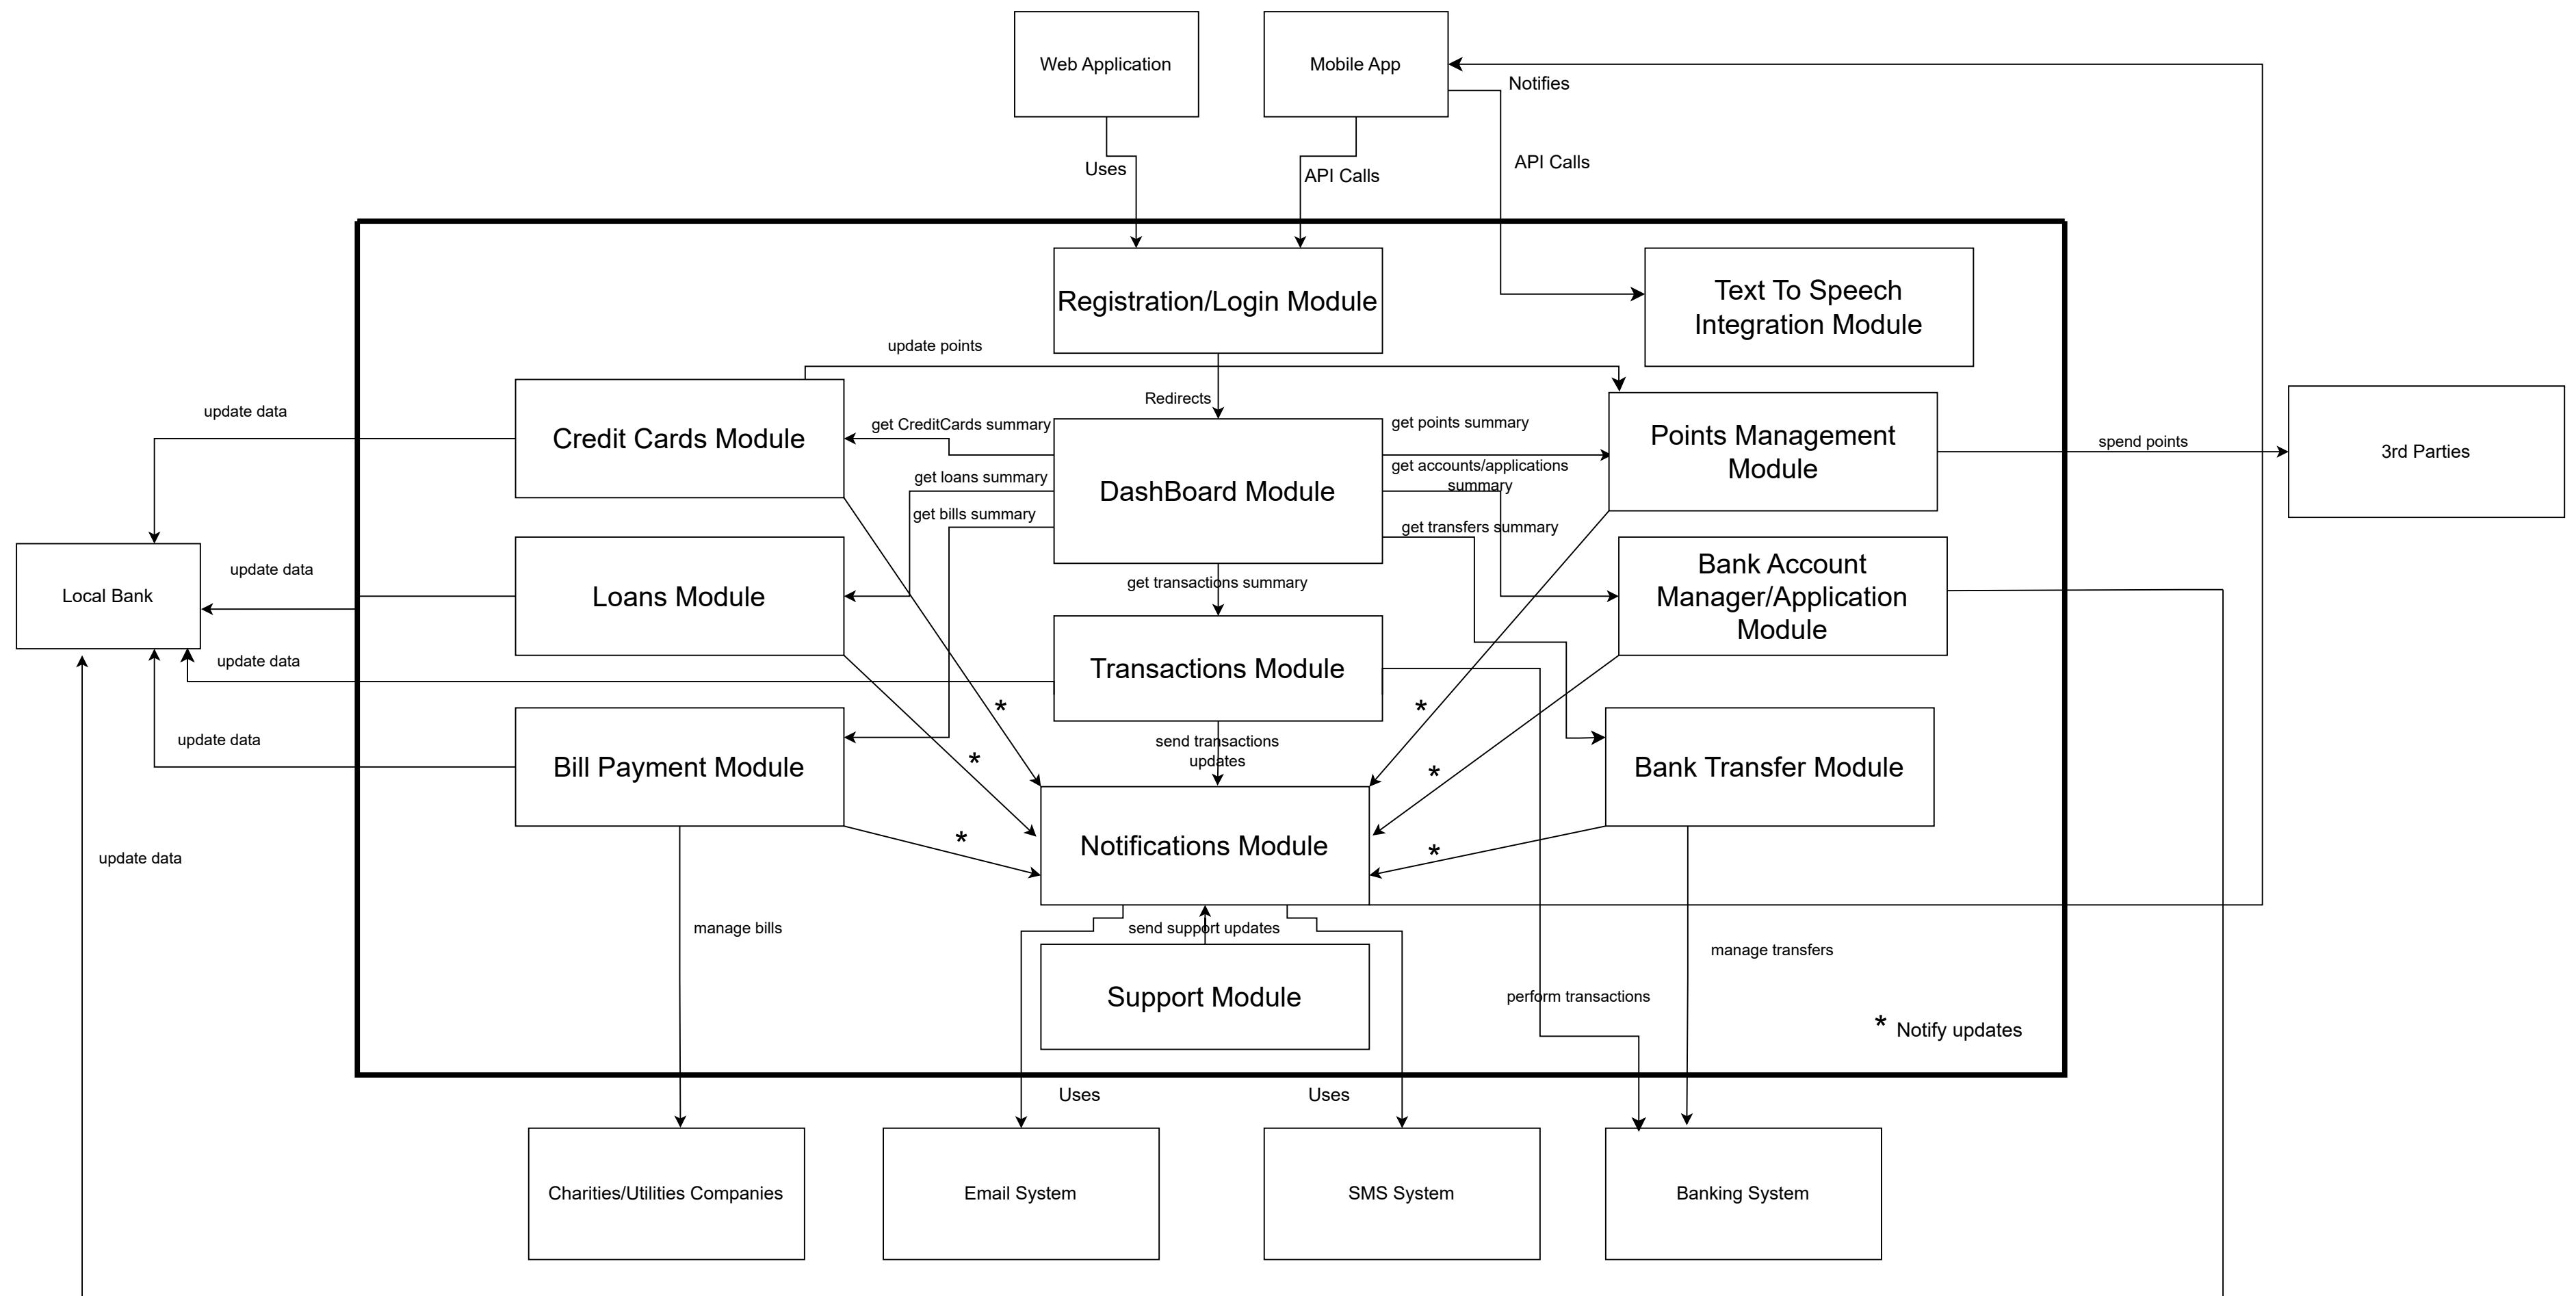 Web Application
Mobile App
Notifies
Uses
API Calls
API Calls
Registration/Login Module
Text To Speech
Integration Module
update points
Redirects
update data
Credit Cards Module
get CreditCards summary
DashBoard Module
get points summary
Points Management
Module
spend points
3rd Parties
get loans summary
get accounts/applications
summary
get bills summary
get transfers summary
Local Bank
update data
Loans Module
get transactions summary
Bank Account
Manager/Application
Module
update data
Transactions Module
*
*
update data
send transactions
updates
*
*
Bill Payment Module
Bank Transfer Module
*
*
Notifications Module
update data
manage bills
send support updates
manage transfers
Support Module
perform transactions
* Notify updates
Uses
Uses
Charities/Utilities Companies
Email System
SMS System
Banking System